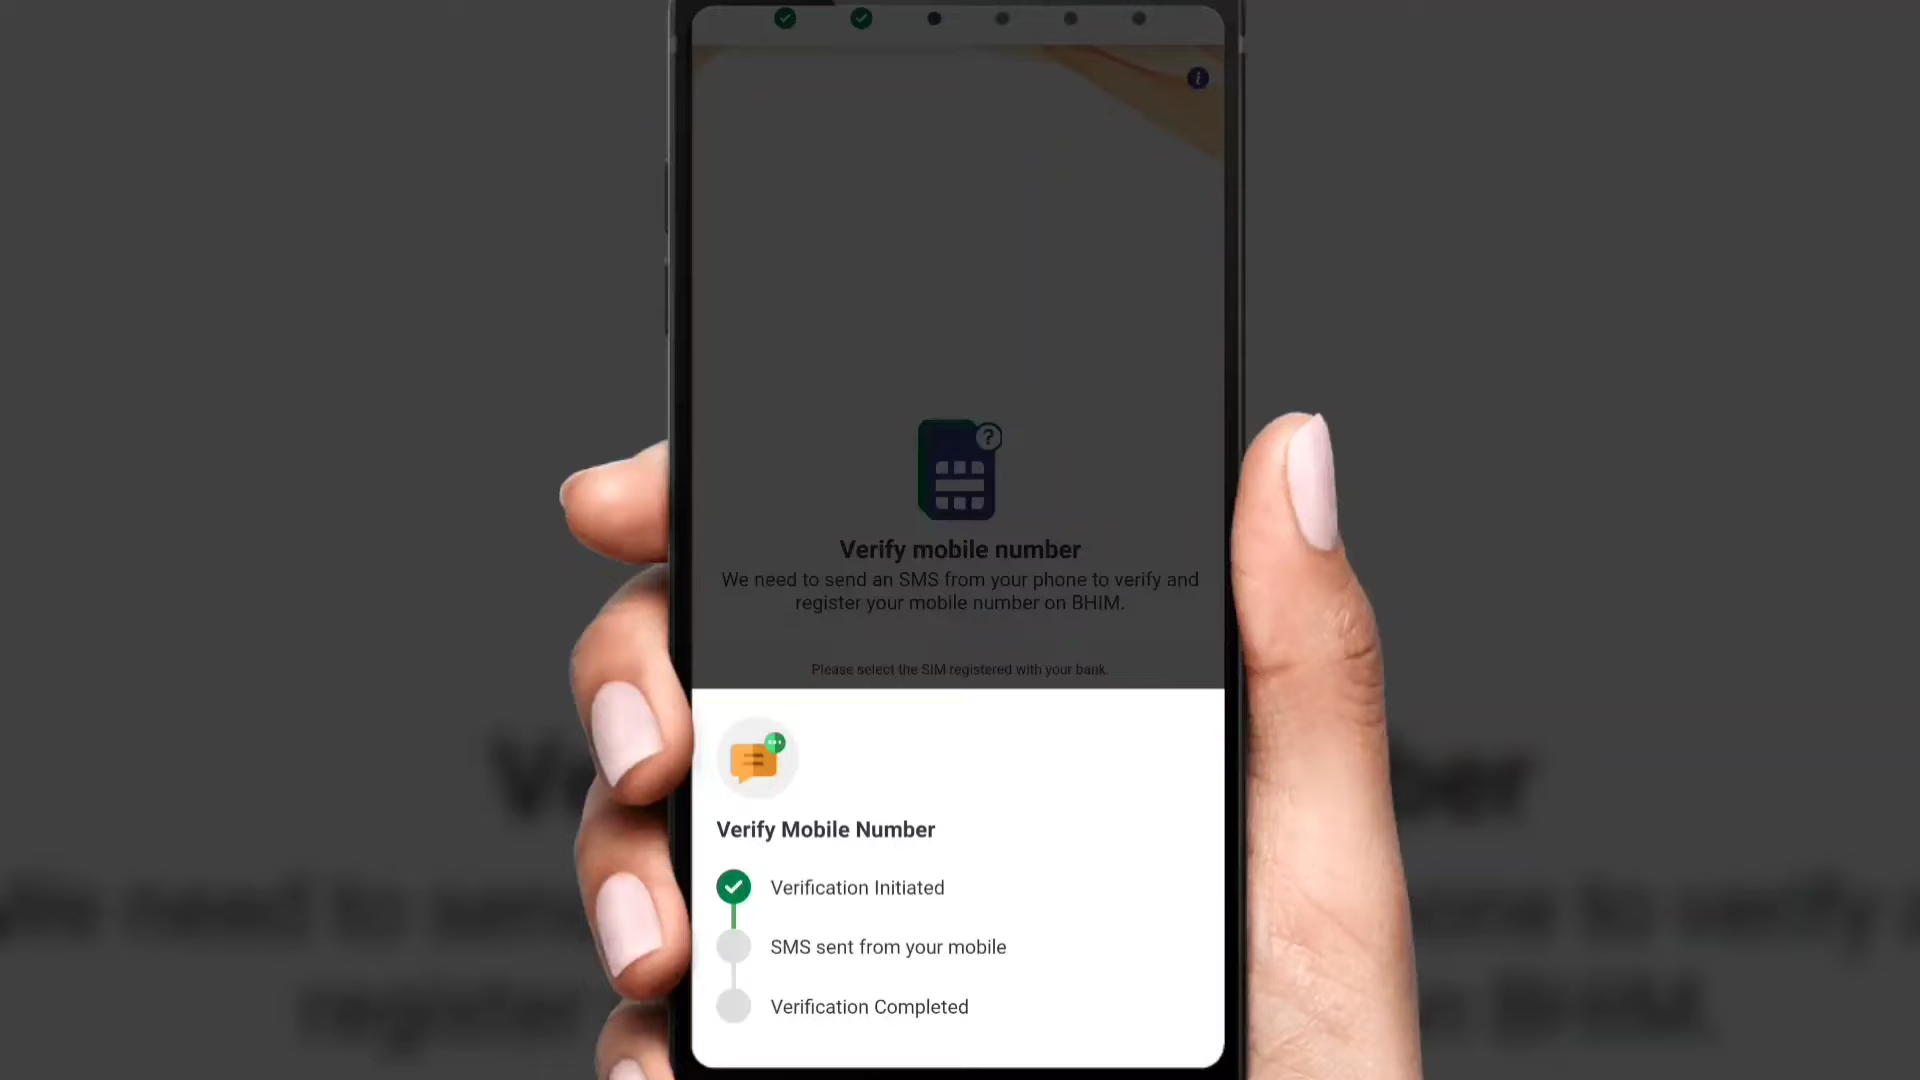 Verify mobile number
We need to send an SMS from your phone to verify and
register your mobile number on BHIM.
Please select the SIM registered with your bank.
Verify Mobile Number
Verification Initiated
SMS sent from your mobile
Verification Completed